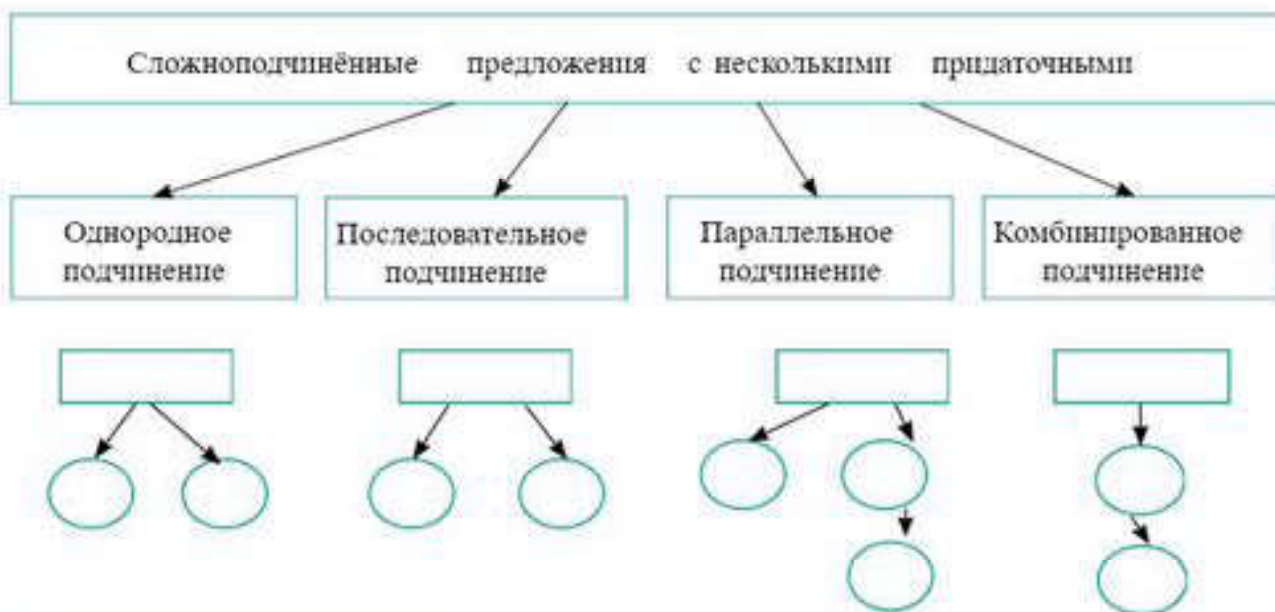 Сложноподчинённые предложения с несколькими придаточными
Однородное
подчинение
Последовательное
подчинение
Параллельное
подчинение
Комбинированное
подчинение